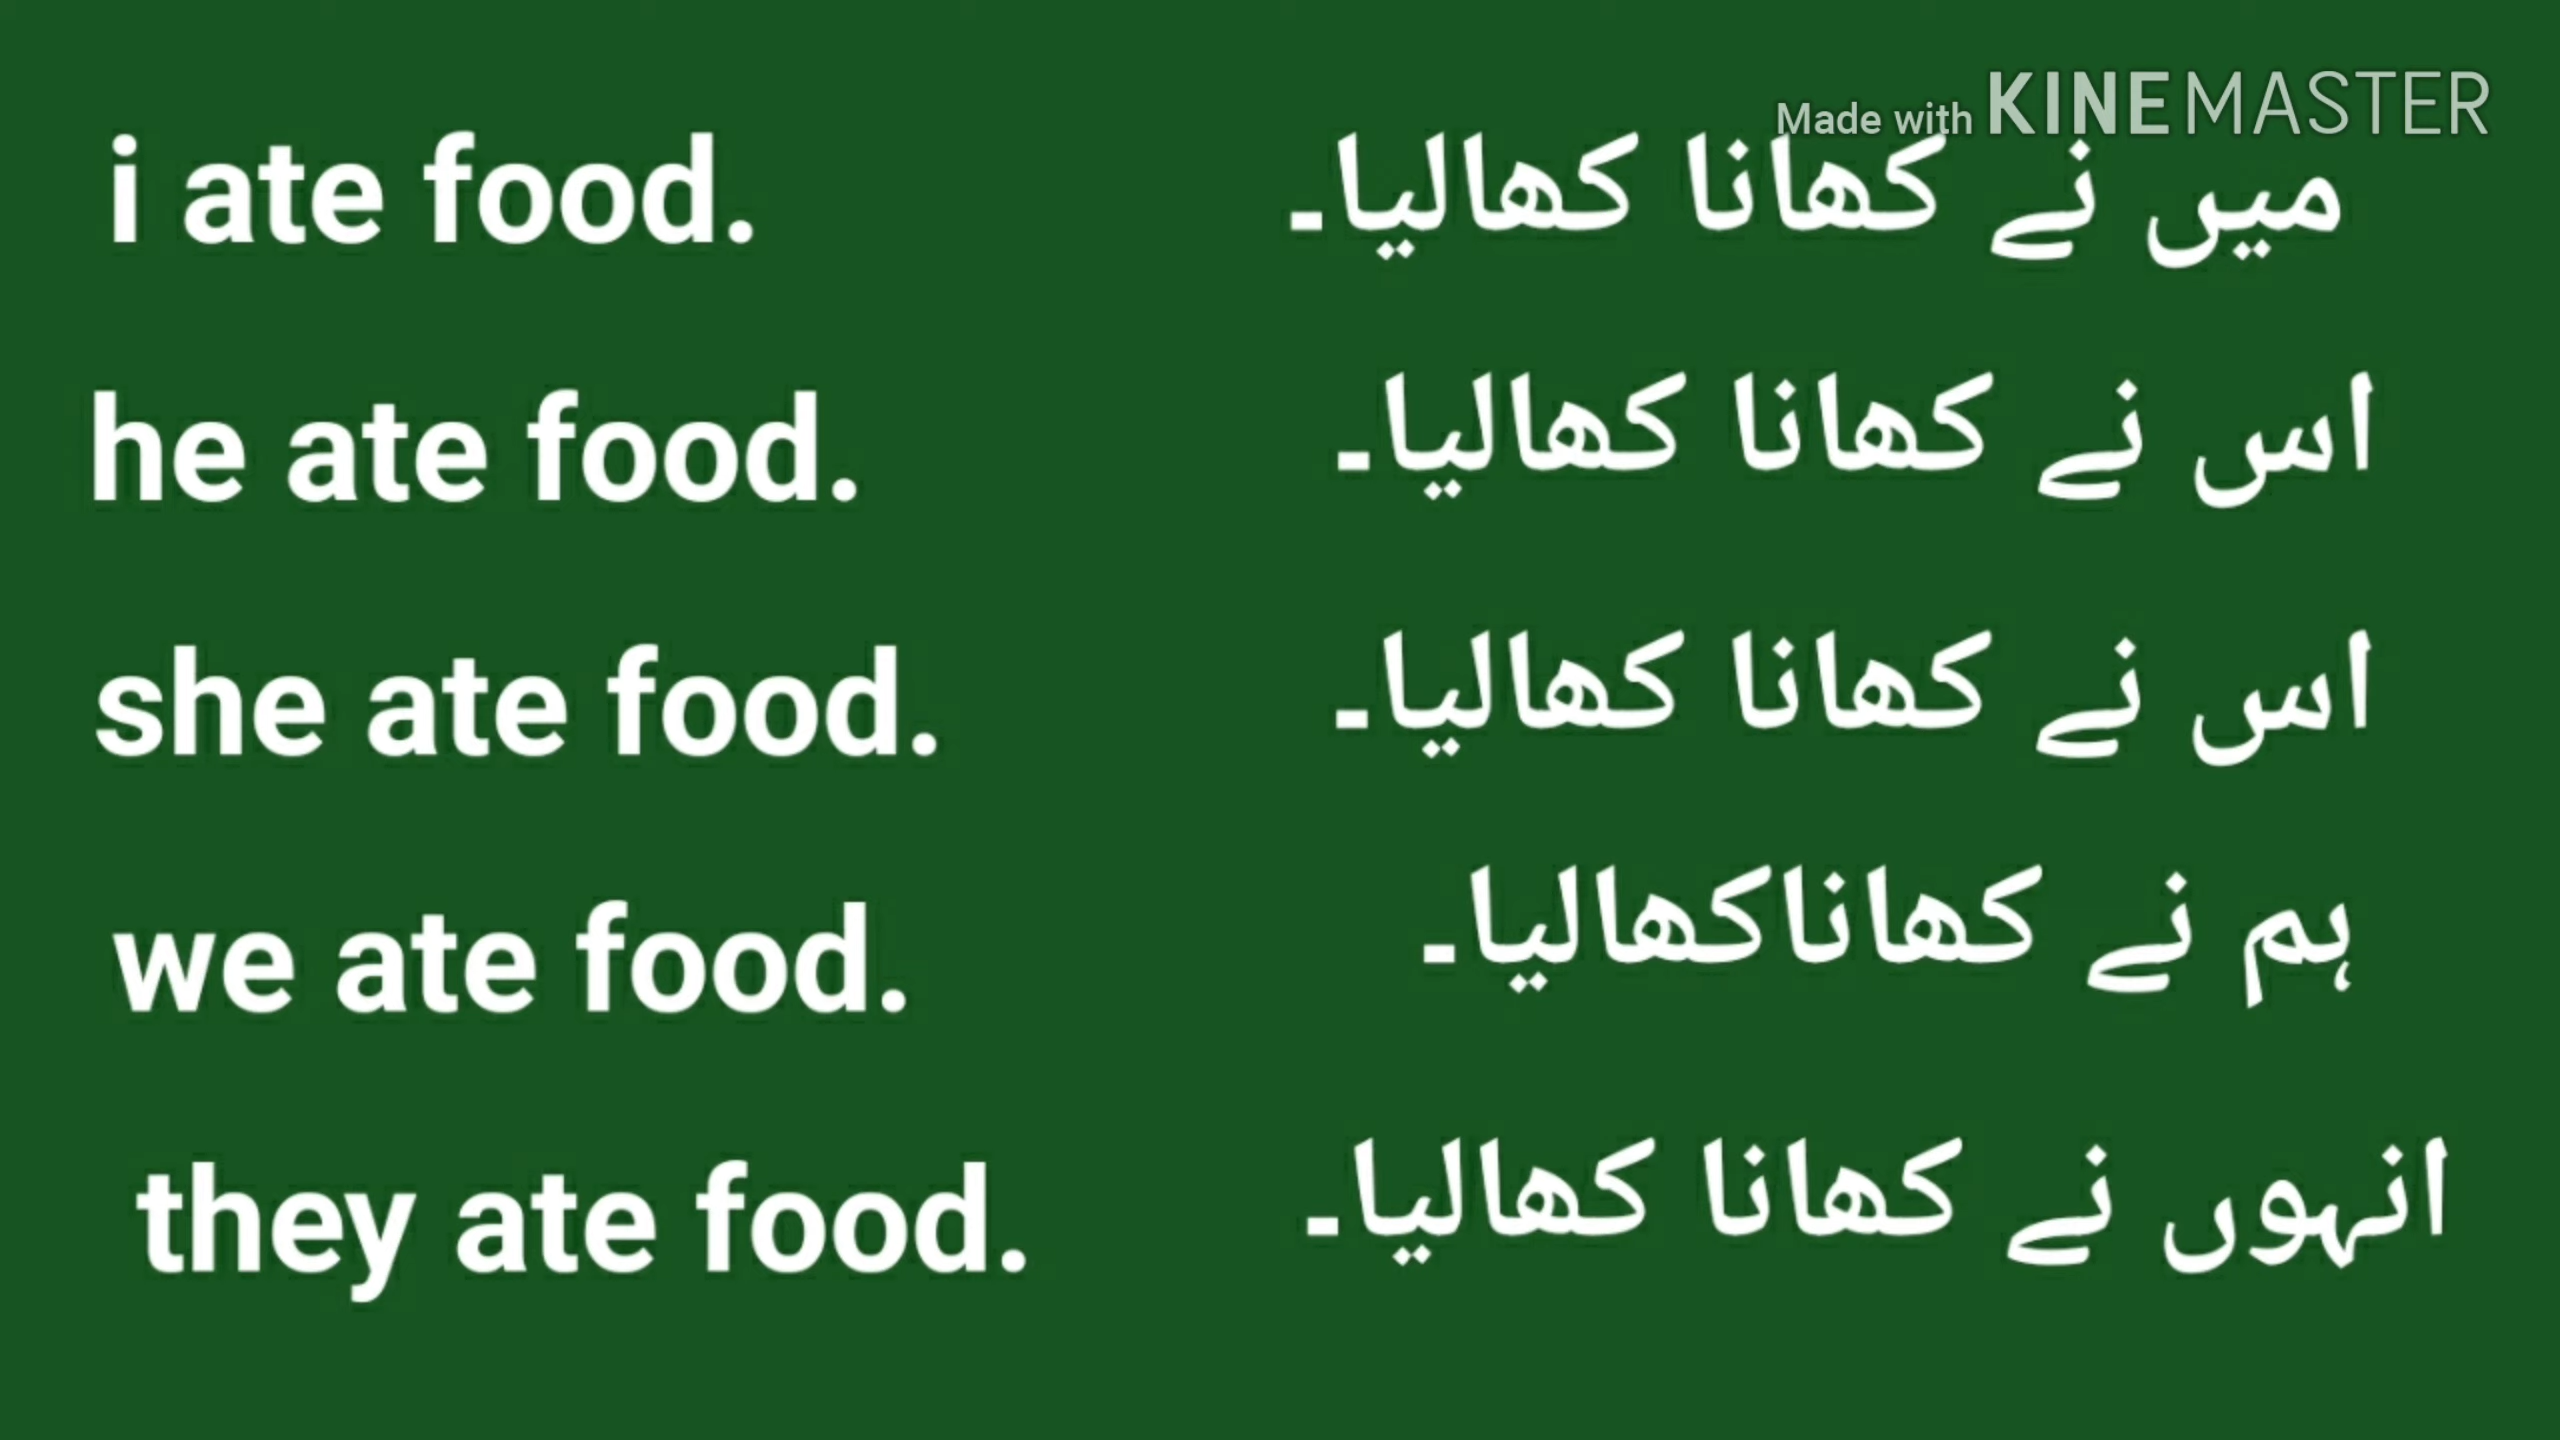 Made with KINEMASTER
i ate food. میں نے کھانا کھالیا۔
he ate food. اس نے کھانا کھالیا۔
she ate food. اس نے کھانا کھالیا۔
we ate food. ہم نے کھاناکھالیا۔
they ate food. انہوں نے کھانا کھالیا۔